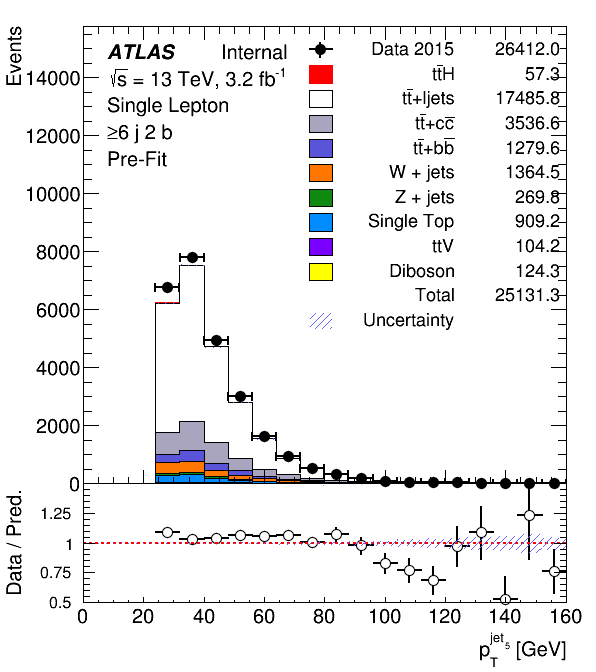 Events
14000
12000
10000
8000
6000
4000
2000
0
ATLAS Internal
√s = 13 TeV, 3.2 fb⁻¹
Single Lepton
≥6 j 2 b
Pre-Fit
Data 2015 26412.0
tt̄H 57.3
tt̄+ljets 17485.8
tt̄+cc̄ 3536.6
tt̄+bb̄ 1279.6
W + jets 1364.5
Z + jets 269.8
Single Top 909.2
ttV 104.2
Diboson 124.3
Total 25131.3
Uncertainty
Data / Pred.
1.25
1
0.75
0.5
0 20 40 60 80 100 120 140 160
p_T^jet_5 [GeV]